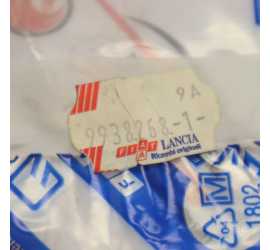 9A
9938268-1-
FIAT LANCIA
Ricambi originali
M
1802